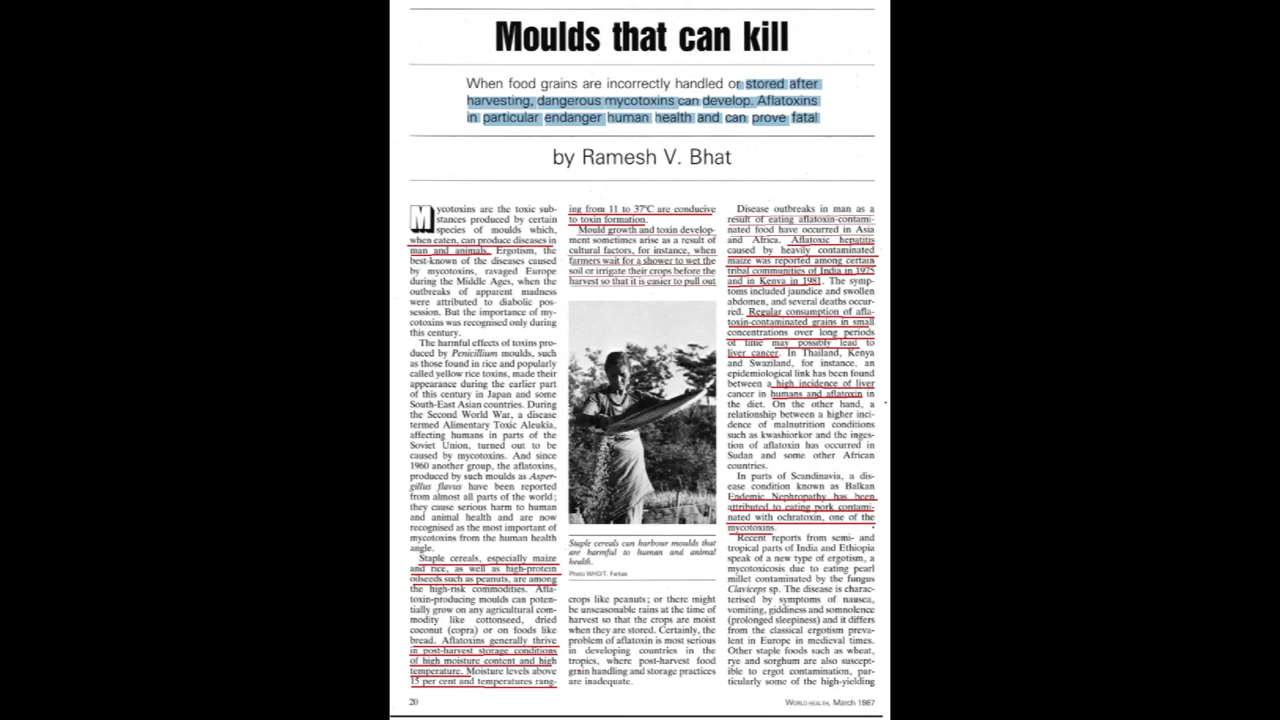 Moulds that can kill
When food grains are incorrectly handled or stored after
harvesting, dangerous mycotoxins can develop. Aflatoxins
in particular endanger human health and can prove fatal
by Ramesh V. Bhat
Mycotoxins are the toxic sub-
stances produced by certain
species of moulds which,
when eaten, can produce diseases in
man and animals. Ergotism, the
best-known of the diseases caused
by mycotoxins, ravaged Europe
during the Middle Ages, when the
outbreaks of apparent madness
were attributed to diabolic pos-
session. But the importance of my-
cotoxins was recognised only during
this century.
The harmful effects of toxins pro-
duced by Penicillium moulds, such
as those found in rice and popularly
called yellow rice toxins, made their
appearance during the earlier part
of this century in Japan and some
South-East Asian countries. During
the Second World War, a disease
termed Alimentary Toxic Aleukia,
affecting humans in parts of the
Soviet Union, turned out to be
caused by mycotoxins. And since
1960 another group, the aflatoxins,
produced by such moulds as Asper-
gillus flavus have been reported
from almost all parts of the world;
they cause serious harm to human
and animal health and are now
recognised as the most important of
mycotoxins from the human health
angle.
Staple cereals, especially maize
and rice, as well as high-protein
oilseeds such as peanuts, are among
the high-risk commodities. Afla-
toxin-producing moulds can poten-
tially grow on any agricultural com-
modity like cottonseed, dried
coconut (copra) or on foods like
bread. Aflatoxins generally thrive
in post-harvest storage conditions
of high moisture content and high
temperature. Moisture levels above
15 per cent and temperatures rang-
ing from 11 to 37°C are conducive
to toxin formation.
Mould growth and toxin develop-
ment sometimes arise as a result of
cultural factors, for instance, when
farmers wait for a shower to wet the
soil or irrigate their crops before the
harvest so that it is easier to pull out
Staple cereals can harbour moulds that
are harmful to human and animal
health.
Photo WHO/T. Farkas
crops like peanuts; or there might
be unseasonable rains at the time of
harvest so that the crops are moist
when they are stored. Certainly, the
problem of aflatoxin is most serious
in developing countries in the
tropics, where post-harvest food
grain handling and storage practices
are inadequate.
Disease outbreaks in man as a
result of eating aflatoxin-contami-
nated food have occurred in Asia
and Africa. Aflatoxic hepatitis
caused by heavily contaminated
maize was reported among certain
tribal communities of India in 1975
and in Kenya in 1981. The symp-
toms included jaundice and swollen
abdomen, and several deaths occur-
red. Regular consumption of afla-
toxin-contaminated grains in small
concentrations over long periods
of time may possibly lead to
liver cancer. In Thailand, Kenya
and Swaziland, for instance, an
epidemiological link has been found
between a high incidence of liver
cancer in humans and aflatoxin in
the diet. On the other hand, a
relationship between a higher inci-
dence of malnutrition conditions
such as kwashiorkor and the inges-
tion of aflatoxin has occurred in
Sudan and some other African
countries.
In parts of Scandinavia, a dis-
ease condition known as Balkan
Endemic Nephropathy has been
attributed to eating pork contami-
nated with ochratoxin, one of the
mycotoxins.
Recent reports from semi- and
tropical parts of India and Ethiopia
speak of a new type of ergotism, a
mycotoxicosis due to eating pearl
millet contaminated by the fungus
Claviceps sp. The disease is charac-
terised by symptoms of nausea,
vomiting, giddiness and somnolence
(prolonged sleepiness) and it differs
from the classical ergotism preva-
lent in Europe in medieval times.
Other staple foods such as wheat,
rye and sorghum are also suscept-
ible to ergot contamination, par-
ticularly some of the high-yielding
20
WORLD HEALTH, March 1987